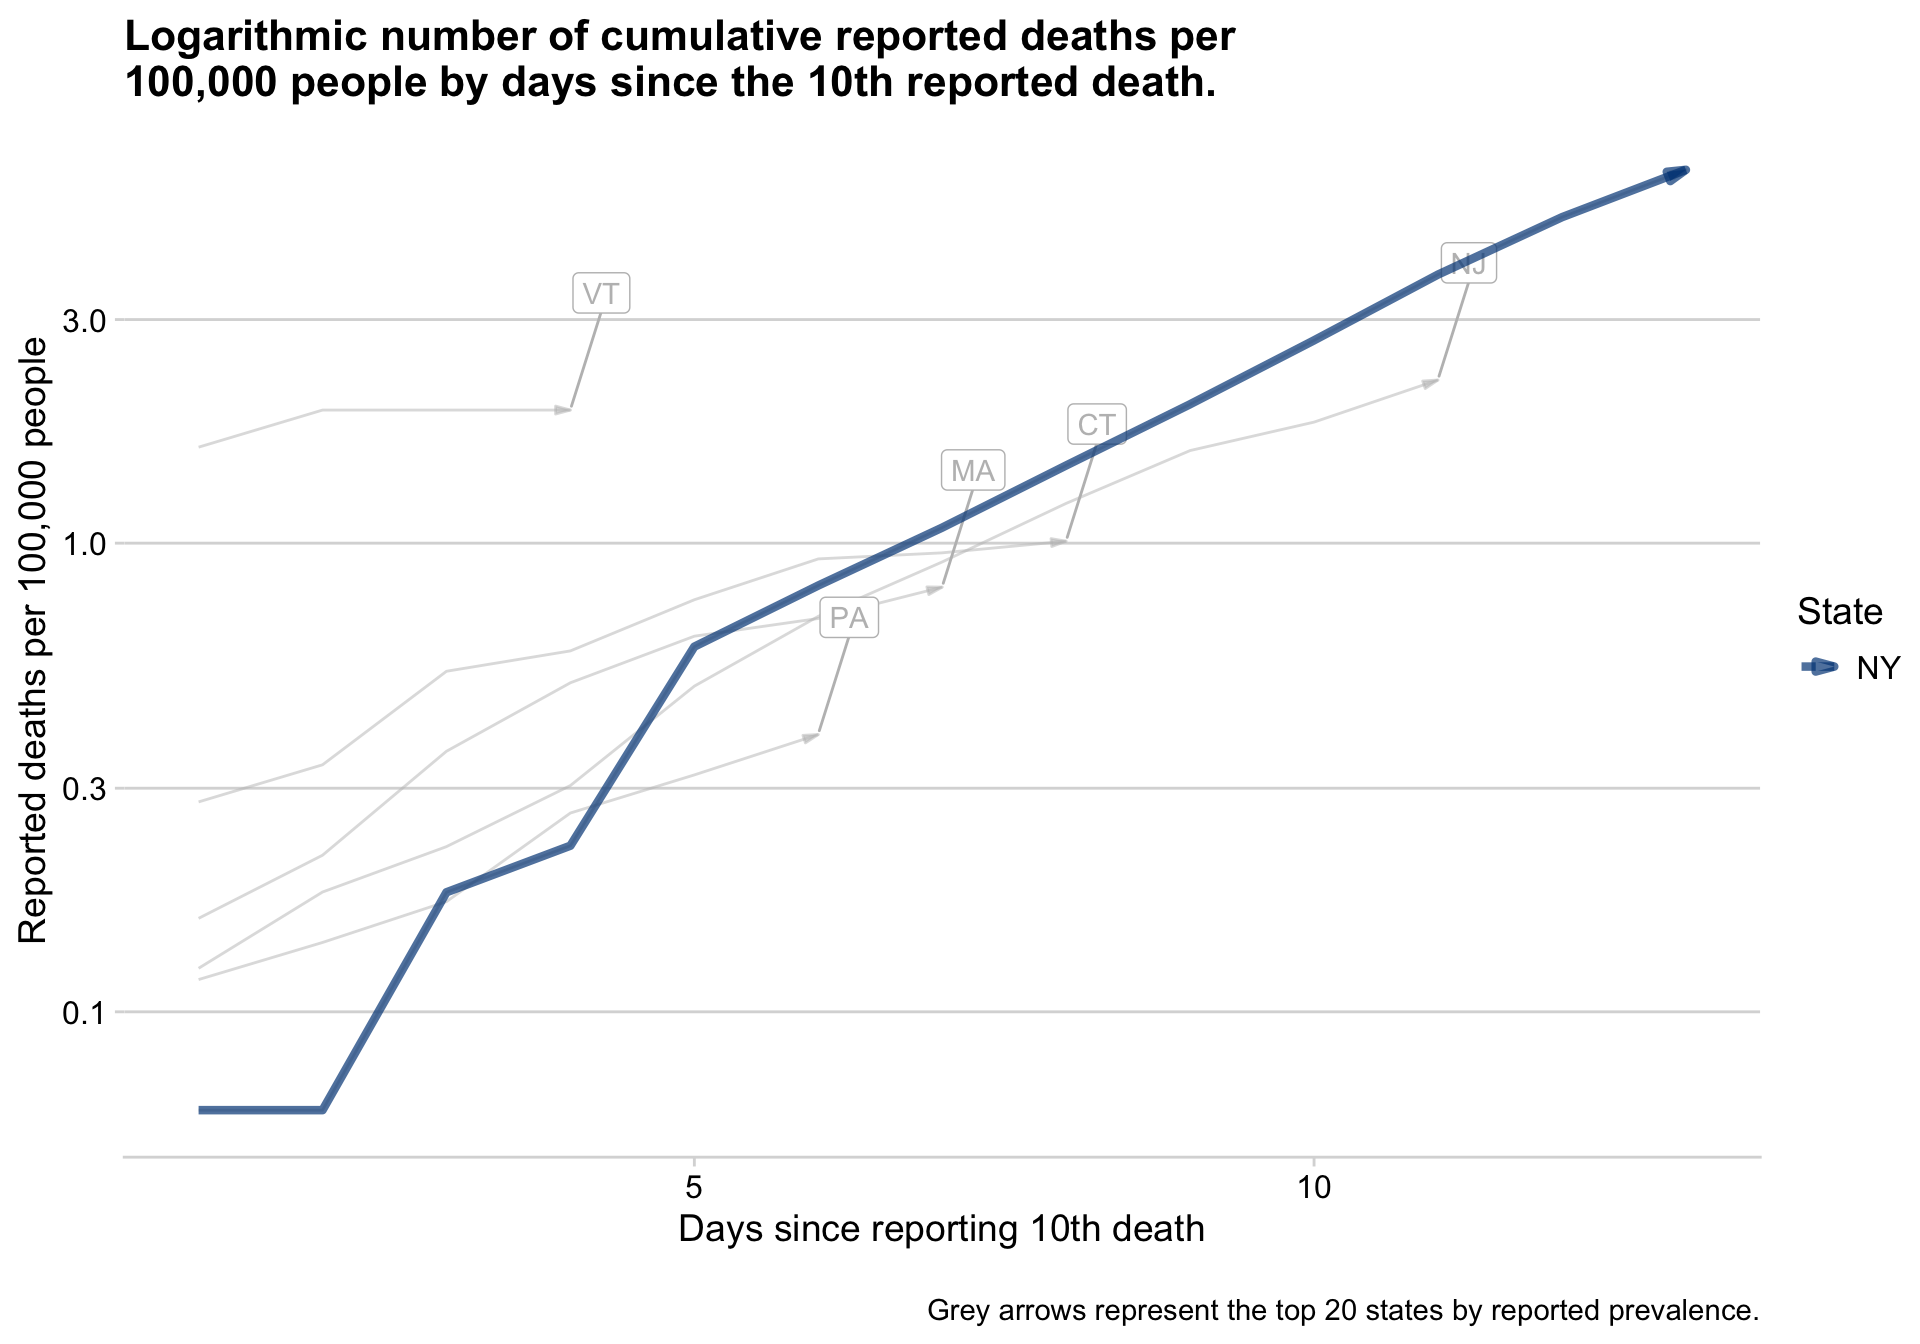 Logarithmic number of cumulative reported deaths per
100,000 people by days since the 10th reported death.
NJ
VT
3.0
CT
MA
1.0
PA
0.3
0.1
Reported deaths per 100,000 people
State
NY
5
10
Days since reporting 10th death
Grey arrows represent the top 20 states by reported prevalence.